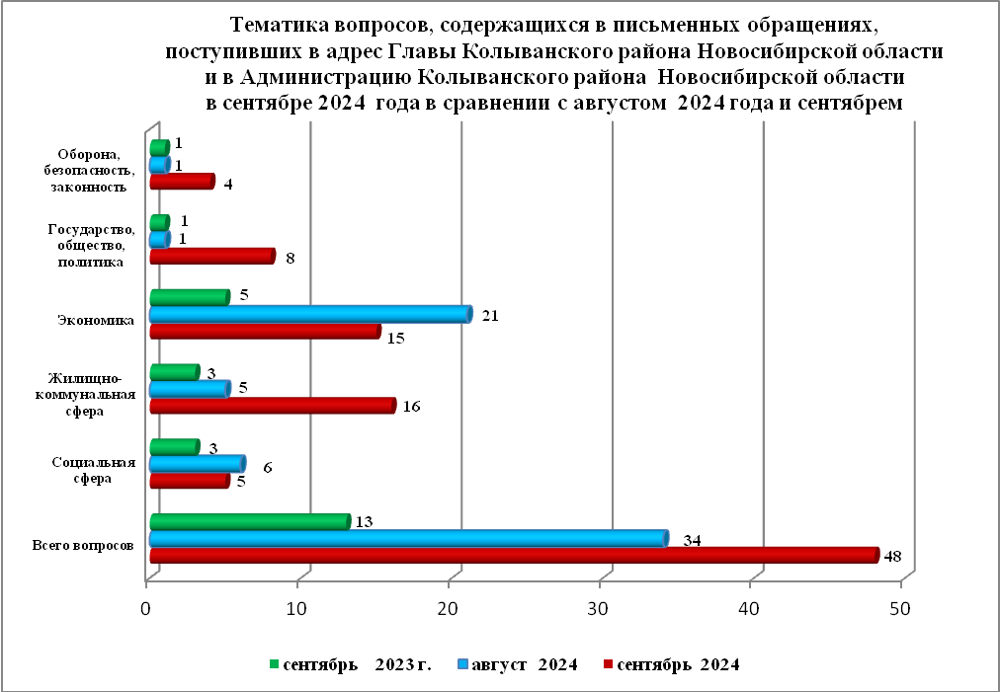 Тематика вопросов, содержащихся в письменных обращениях,
поступивших в адрес Главы Колыванского района Новосибирской области
и в Администрацию Колыванского района Новосибирской области
в сентябре 2024 года в сравнении с августом 2024 года и сентябрем
Оборона,
безопасность,
законность
1
1
4
Государство,
общество,
политика
1
1
8
Экономика
5
21
15
Жилищно-
коммунальная
сфера
3
5
16
Социальная
сфера
3
6
5
Всего вопросов
13
34
48
0 10 20 30 40 50
сентябрь 2023 г. август 2024 сентябрь 2024